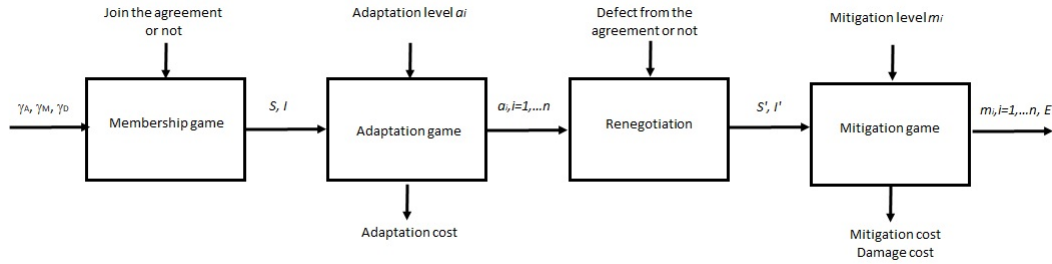 Join the agreement
or not
Adaptation level ai
Defect from the
agreement or not
Mitigation level mi
γA, γM, γD
Membership game
S, I
Adaptation game
ai,i=1,...n
Renegotiation
S', I'
Mitigation game
mi,i=1,...n, E
Adaptation cost
Mitigation cost
Damage cost